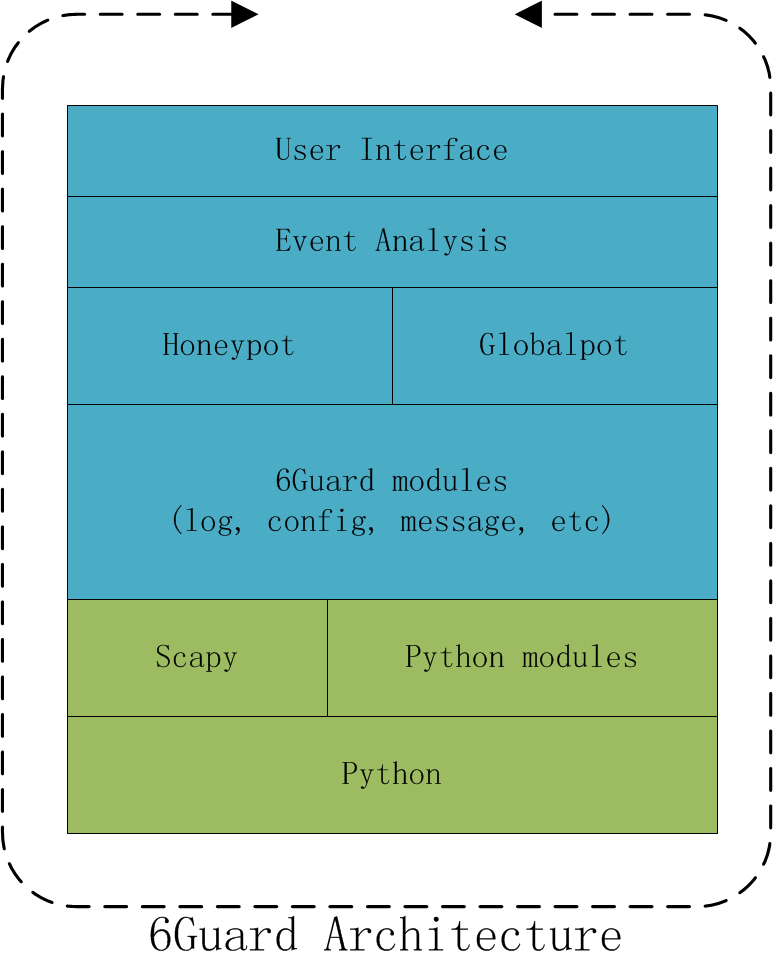 User Interface
Event Analysis
Honeypot
Globalpot
6Guard modules
(log, config, message, etc)
Scapy
Python modules
Python
6Guard Architecture